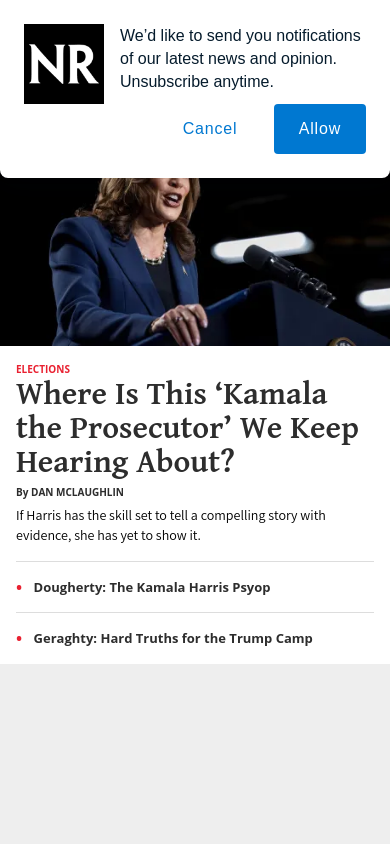 NR
We’d like to send you notifications
of our latest news and opinion.
Unsubscribe anytime.
Cancel
Allow
ELECTIONS
Where Is This ‘Kamala
the Prosecutor’ We Keep
Hearing About?
By DAN MCLAUGHLIN
If Harris has the skill set to tell a compelling story with
evidence, she has yet to show it.
Dougherty: The Kamala Harris Psyop
Geraghty: Hard Truths for the Trump Camp